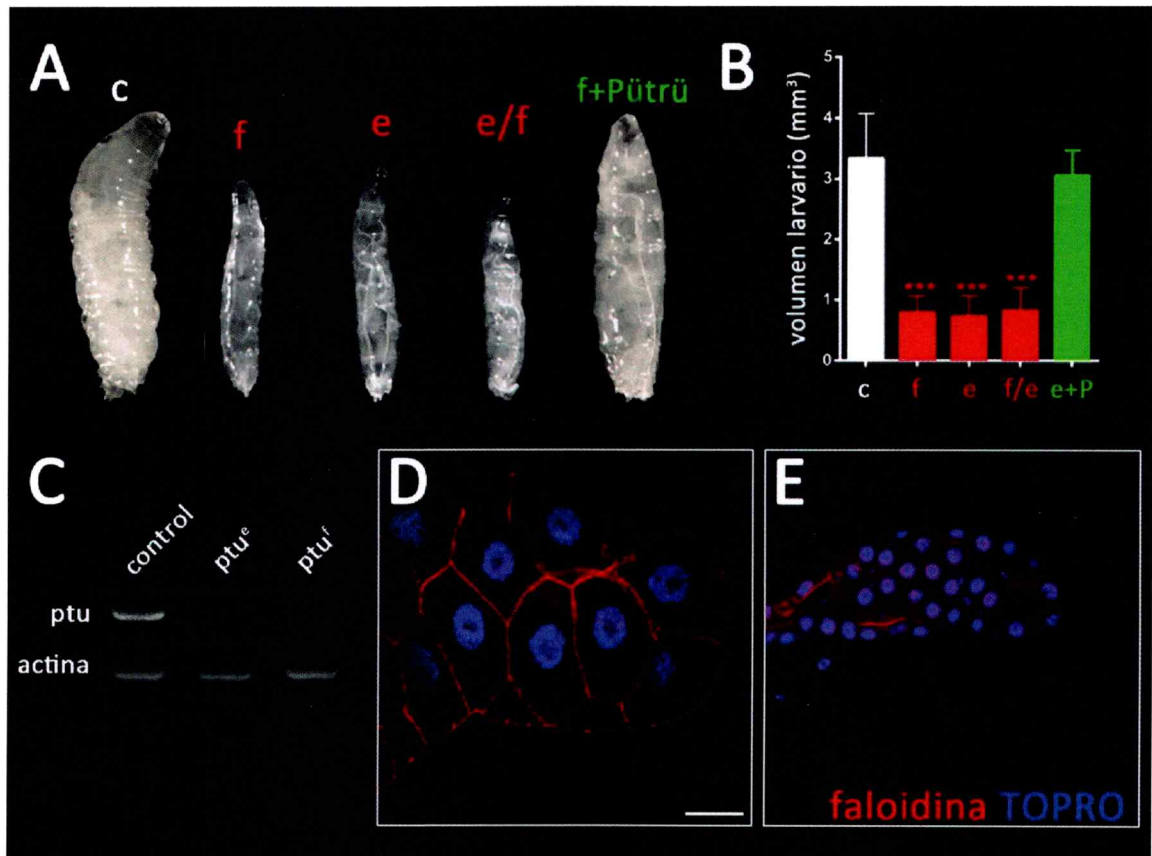 A
c
f
e
e/f
f+Pütrü
B
volumen larvario (mm³)
5
4
3
2
1
0
***
***
***
c
f
e
f/e
e+P
C
control
ptuᵉ
ptuᶠ
ptu
actina
D
E
faloidina TOPRO